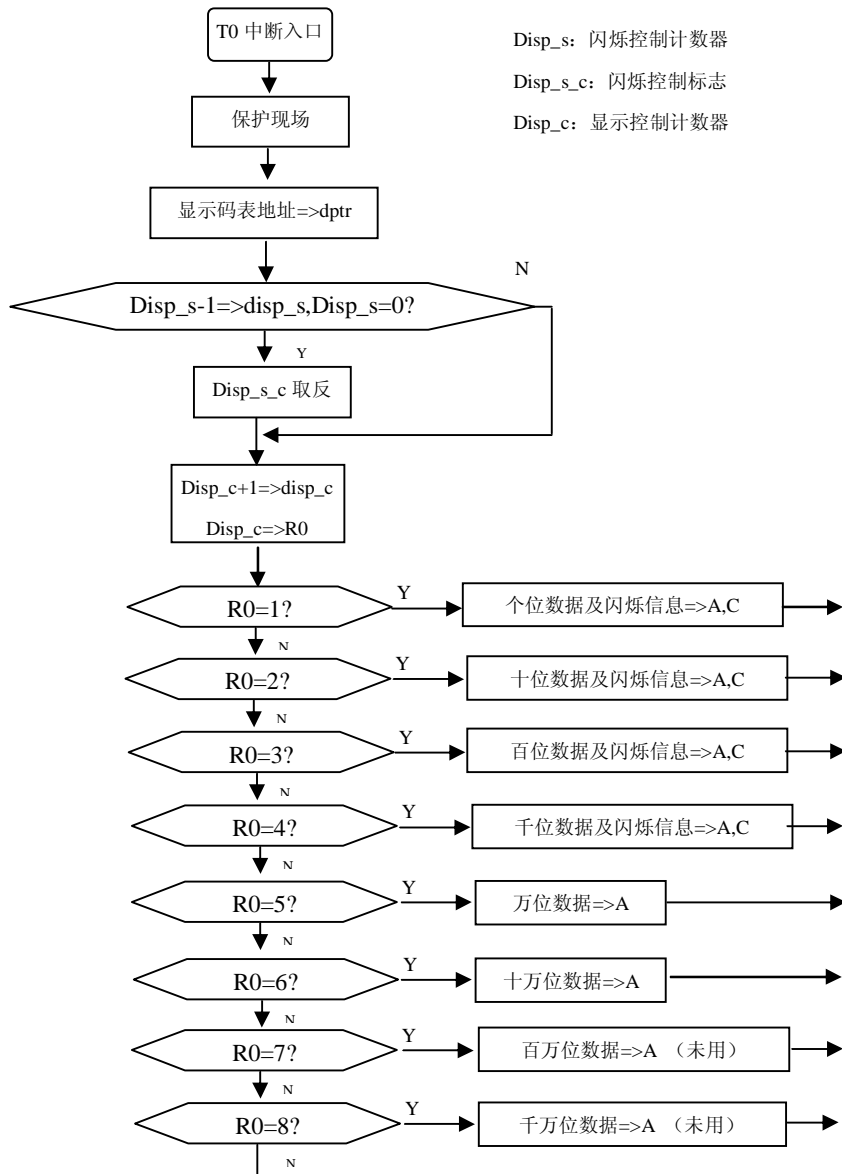 T0 中断入口
Disp_s：闪烁控制计数器
Disp_s_c：闪烁控制标志
Disp_c：显示控制计数器
保护现场
显示码表地址=>dptr
N
Disp_s-1=>disp_s,Disp_s=0?
Y
Disp_s_c 取反
Disp_c+1=>disp_c
Disp_c=>R0
R0=1?
Y
个位数据及闪烁信息=>A,C
N
R0=2?
Y
十位数据及闪烁信息=>A,C
N
R0=3?
Y
百位数据及闪烁信息=>A,C
N
R0=4?
Y
千位数据及闪烁信息=>A,C
N
R0=5?
Y
万位数据=>A
N
R0=6?
Y
十万位数据=>A
N
R0=7?
Y
百万位数据=>A （未用）
N
R0=8?
Y
千万位数据=>A （未用）
N